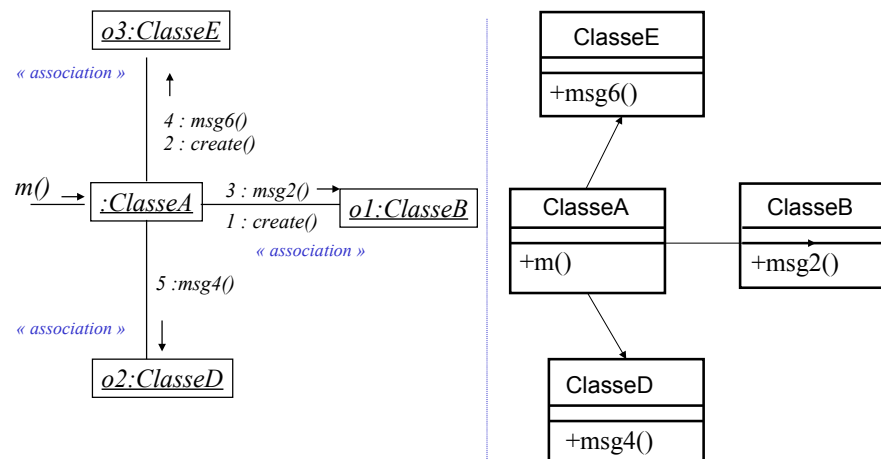 o3:ClasseE
« association »
4 : msg6()
2 : create()
m()
:ClasseA
3 : msg2()
1 : create()
o1:ClasseB
« association »
5 :msg4()
« association »
o2:ClasseD
ClasseE
+msg6()
ClasseA
+m()
ClasseB
+msg2()
ClasseD
+msg4()